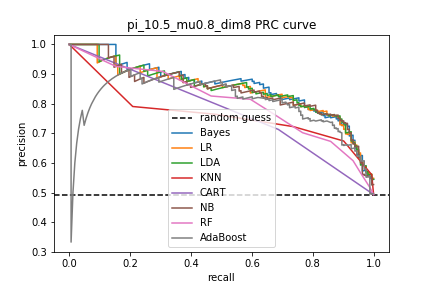 pi_10.5_mu0.8_dim8 PRC curve
precision
1.0
0.9
0.8
0.7
0.6
0.5
0.4
0.3
random guess
Bayes
LR
LDA
KNN
CART
NB
RF
AdaBoost
0.0 0.2 0.4 0.6 0.8 1.0
recall